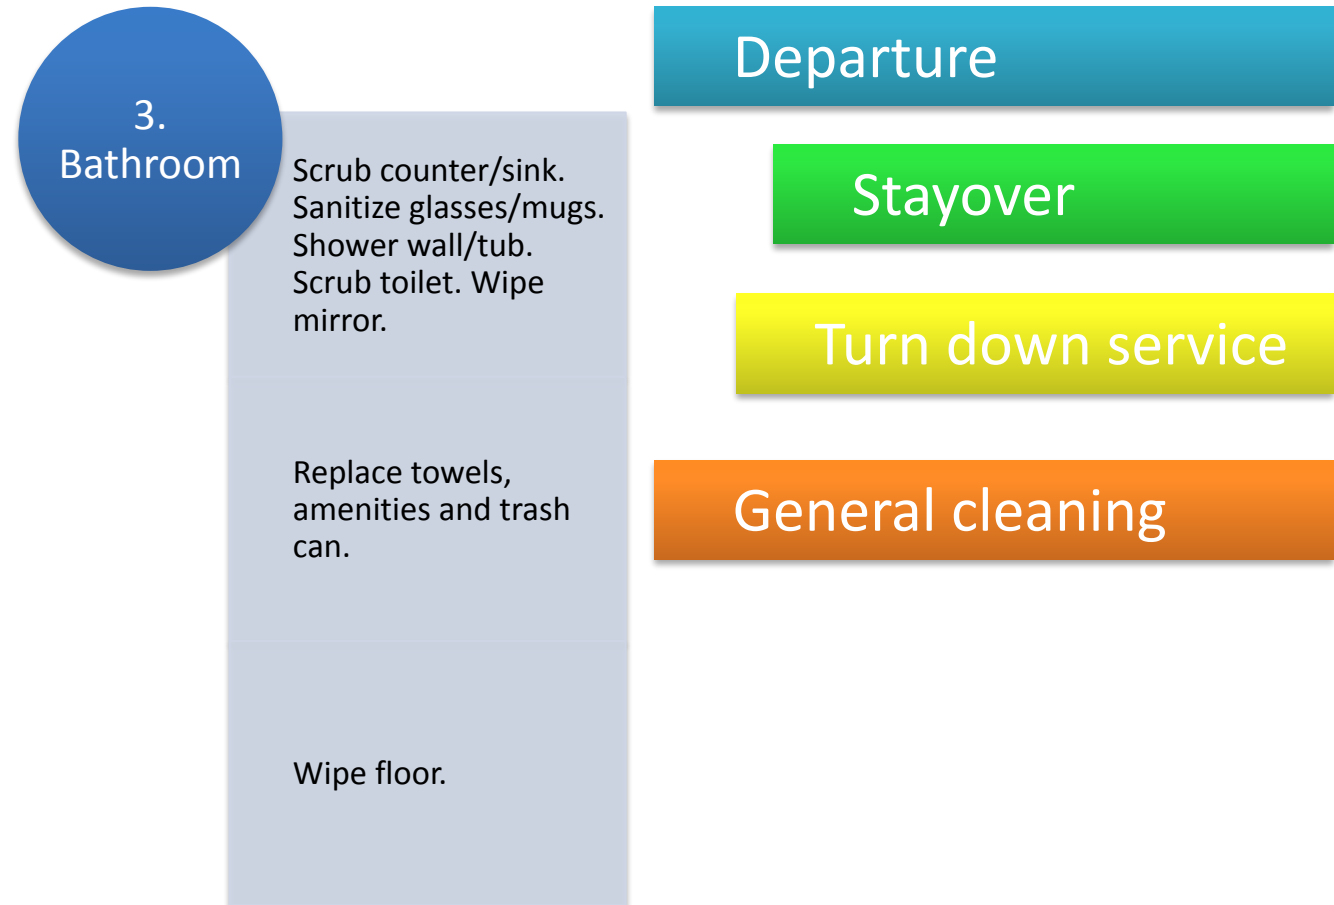 3.
Bathroom
Scrub counter/sink.
Sanitize glasses/mugs.
Shower wall/tub.
Scrub toilet. Wipe
mirror.
Replace towels,
amenities and trash
can.
Wipe floor.
Departure
Stayover
Turn down service
General cleaning